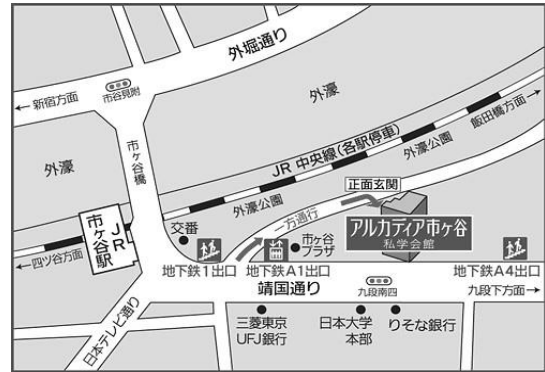 外堀通り
←新宿方面
市谷見附
外濠
飯田橋方面→
外濠
市ヶ谷橋
JR 中央線(各駅停車)
外濠公園
正面玄関
外濠公園
一方通行
アルカディア市ヶ谷
私学会館
JR
市ヶ谷駅
交番
市ヶ谷
プラザ
←四ツ谷方面
地下鉄1出口
地下鉄A1出口
地下鉄A4出口
靖国通り
九段南四
九段下方面→
日本テレビ通り
三菱東京
UFJ銀行
日本大学
本部
りそな銀行